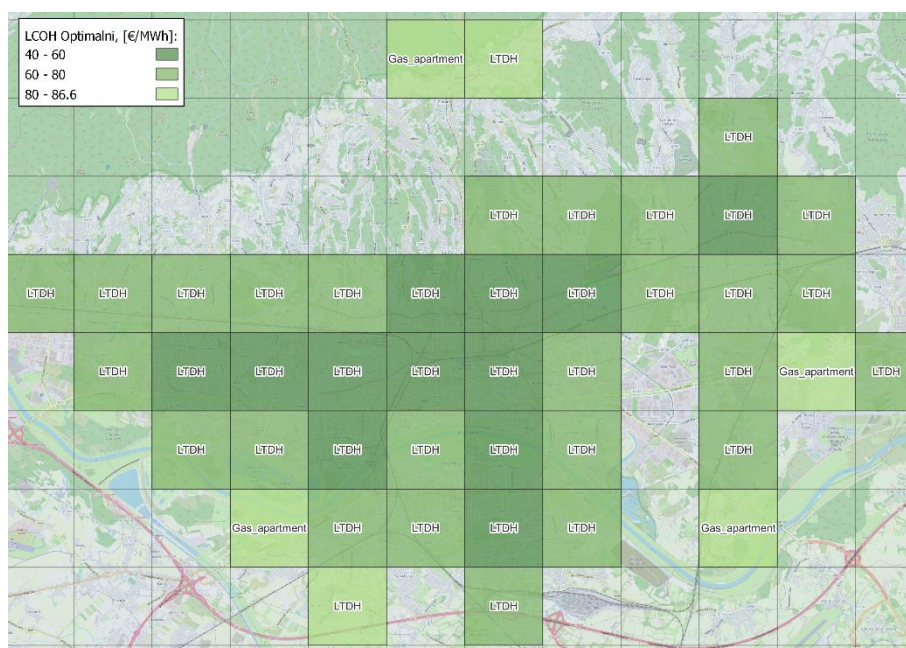 LCOH Optimalni, [€/MWh]:
40 - 60
60 - 80
80 - 86.6
Gas_apartment LTDH
LTDH
LTDH LTDH LTDH LTDH LTDH
LTDH LTDH LTDH LTDH LTDH LTDH LTDH LTDH LTDH LTDH LTDH
LTDH LTDH LTDH LTDH LTDH LTDH LTDH LTDH Gas_apartment LTDH
LTDH LTDH LTDH LTDH LTDH LTDH LTDH
Gas_apartment LTDH LTDH LTDH LTDH Gas_apartment
LTDH LTDH